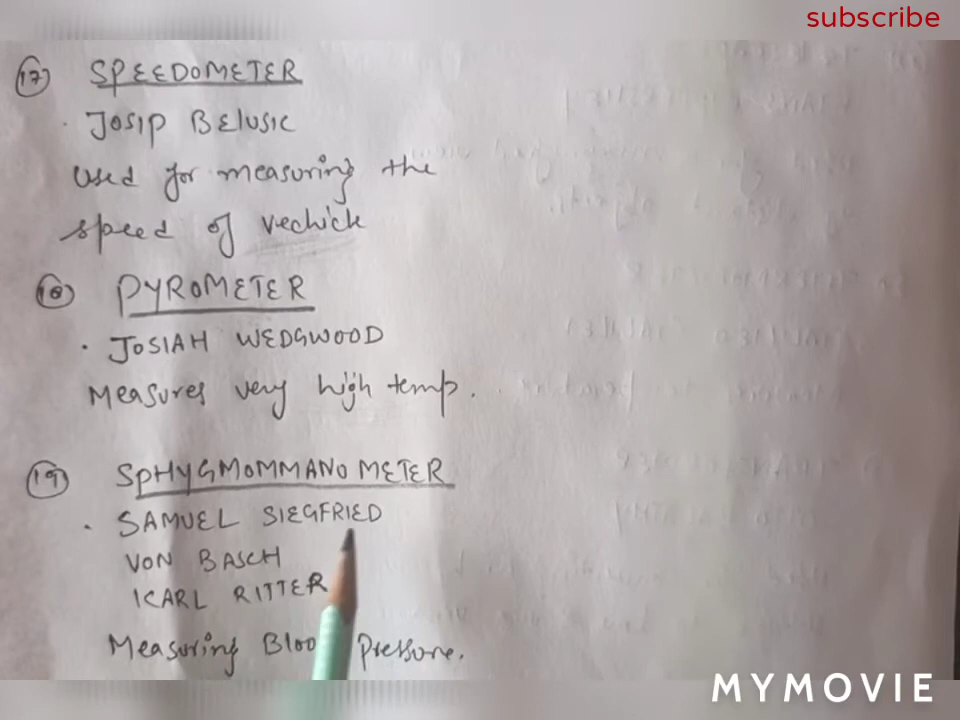 subscribe
17 SPEEDOMETER
. JOSIP BElUSIC
used for measuring the
speed of vechicle
18 PYROMETER
. JOSIAH WEDGWOOD
Measures very high temp.
19 SPHYGMOMMANOMETER
. SAMUEL SIEGFRIED
VON BASCH
KARL RITTER
Measuring Bloo Pressure.
MYMOVIE